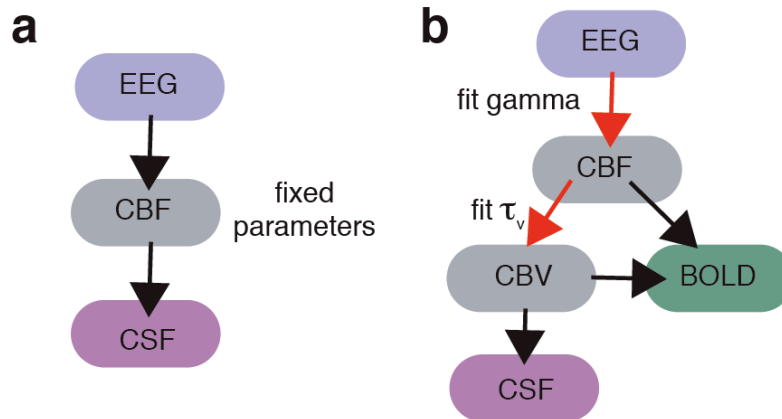 a
EEG
CBF
fixed
parameters
CSF
b
EEG
fit gamma
CBF
fit τv
CBV
BOLD
CSF